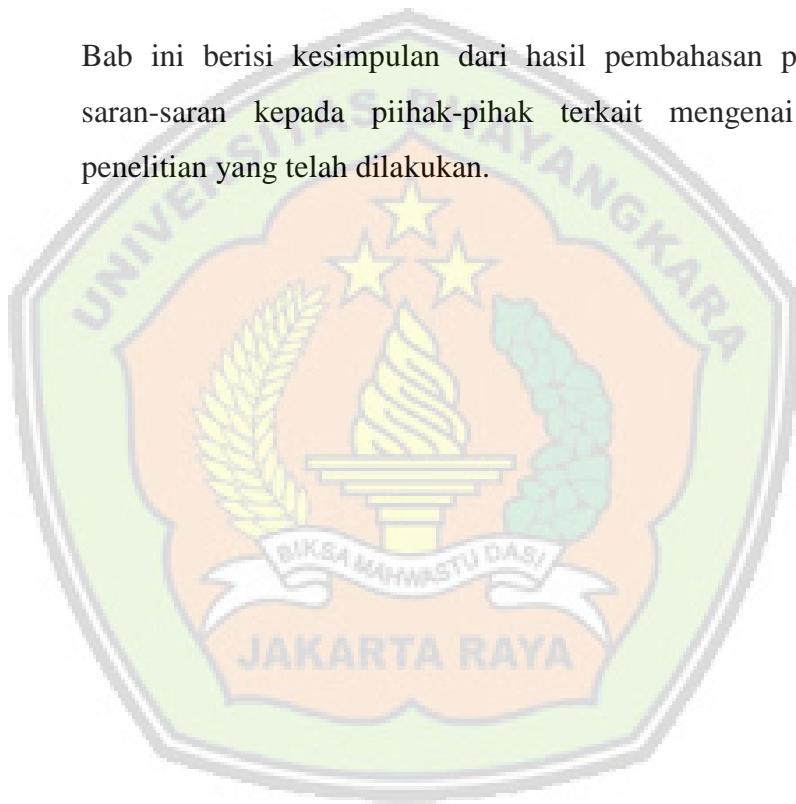 Bab ini berisi kesimpulan dari hasil pembahasan
saran-saran kepada piihak-pihak terkait mengenai
penelitian yang telah dilakukan.
UNIVERSITAS BHAYANGKARA
BIKSA MAHWASTU DASI
JAKARTA RAYA